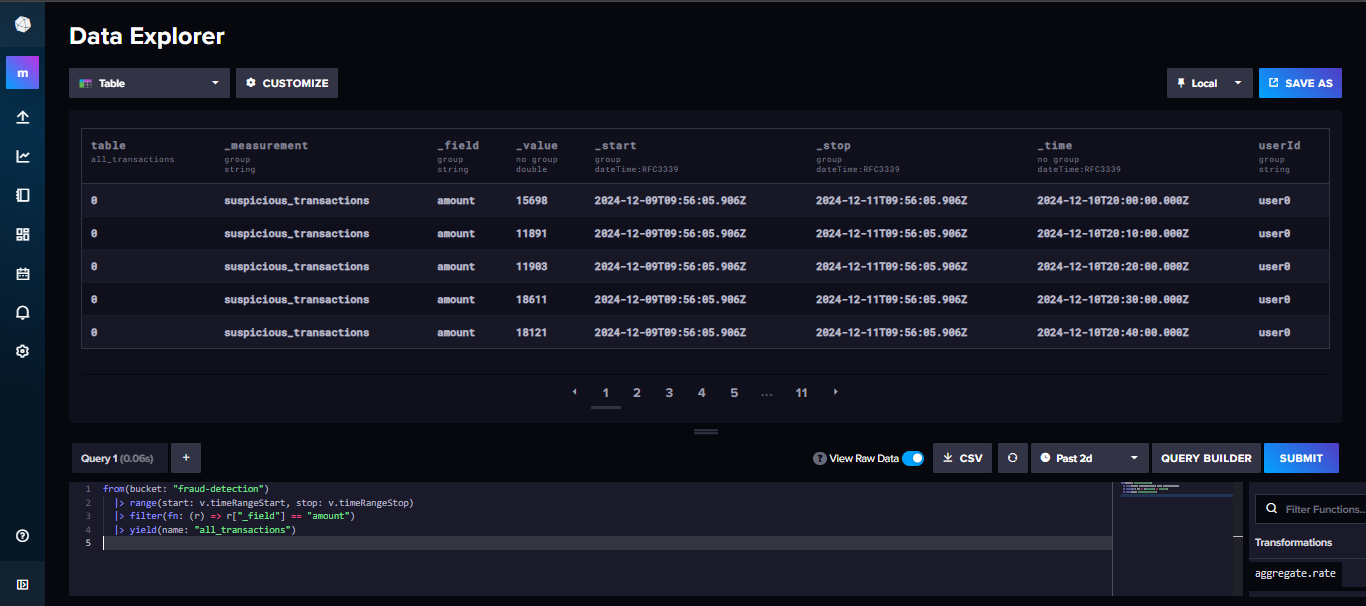 Data Explorer
m
Table
CUSTOMIZE
Local
SAVE AS
table _measurement _field _value _start _stop _time userId
all_transactions group group no group group group no group group
string string double dateTime:RFC3339 dateTime:RFC3339 dateTime:RFC3339 string
0 suspicious_transactions amount 15698 2024-12-09T09:56:05.906Z 2024-12-11T09:56:05.906Z 2024-12-10T20:00:00.000Z user0
0 suspicious_transactions amount 11891 2024-12-09T09:56:05.906Z 2024-12-11T09:56:05.906Z 2024-12-10T20:10:00.000Z user0
0 suspicious_transactions amount 11903 2024-12-09T09:56:05.906Z 2024-12-11T09:56:05.906Z 2024-12-10T20:20:00.000Z user0
0 suspicious_transactions amount 18611 2024-12-09T09:56:05.906Z 2024-12-11T09:56:05.906Z 2024-12-10T20:30:00.000Z user0
0 suspicious_transactions amount 18121 2024-12-09T09:56:05.906Z 2024-12-11T09:56:05.906Z 2024-12-10T20:40:00.000Z user0
1 2 3 4 5 ... 11
Query 1 (0.06s) + ? View Raw Data CSV Past 2d QUERY BUILDER SUBMIT
1 from(bucket: "fraud-detection")
2 |> range(start: v.timeRangeStart, stop: v.timeRangeStop)
3 |> filter(fn: (r) => r["_field"] == "amount")
4 |> yield(name: "all_transactions")
5
Filter Functions...
Transformations
aggregate.rate